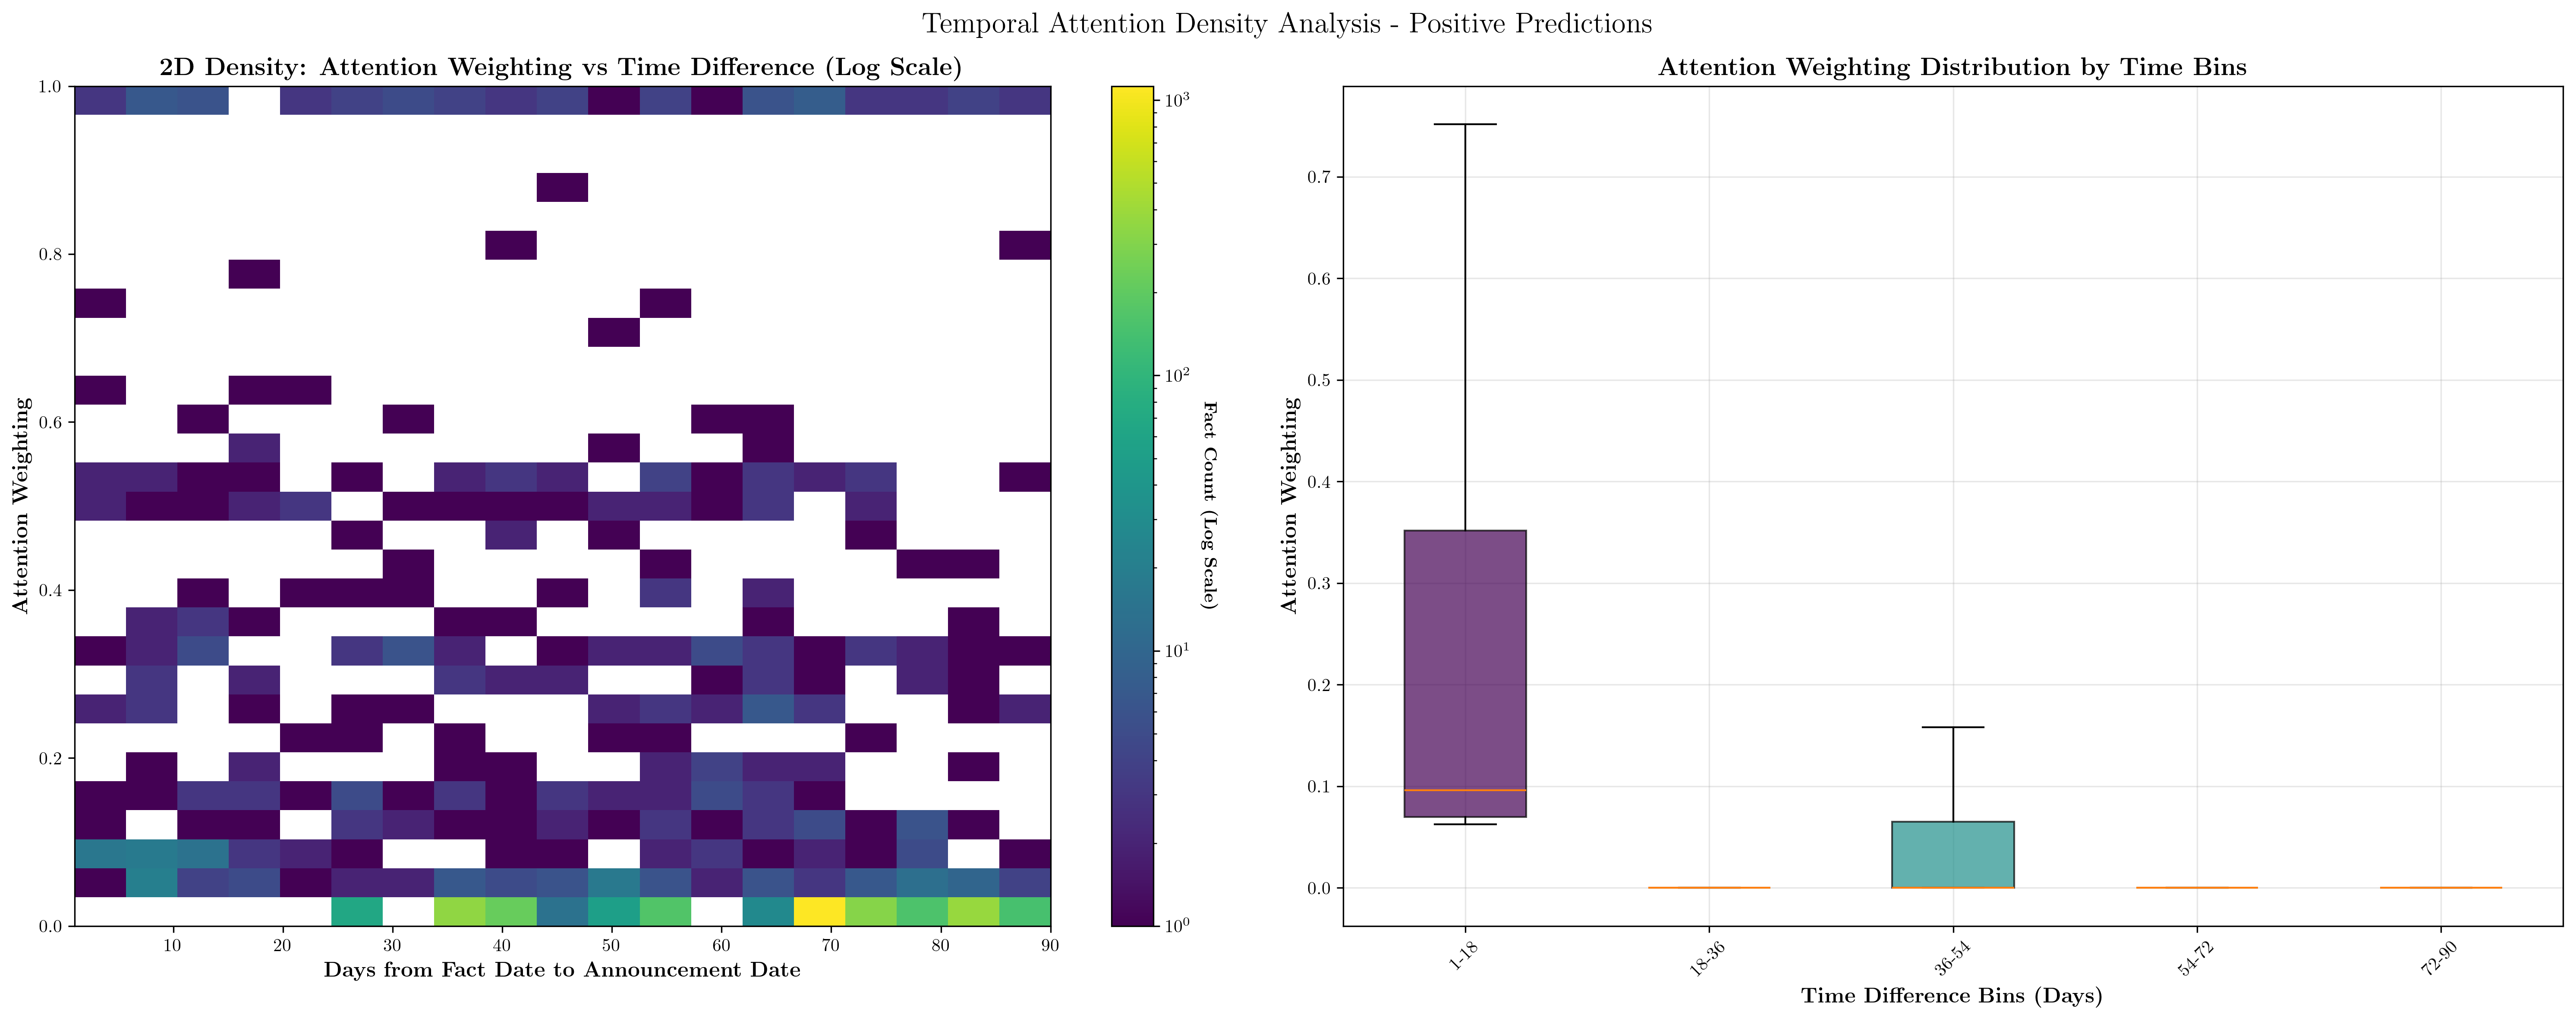 Temporal Attention Density Analysis - Positive Predictions
2D Density: Attention Weighting vs Time Difference (Log Scale)
1.0
0.8
0.6
0.4
0.2
0.0
Attention Weighting
10 20 30 40 50 60 70 80 90
Days from Fact Date to Announcement Date
10³
10²
10¹
10⁰
Fact Count (Log Scale)
Attention Weighting Distribution by Time Bins
0.7
0.6
0.5
0.4
0.3
0.2
0.1
0.0
Attention Weighting
1-18 18-36 36-54 54-72 72-90
Time Difference Bins (Days)